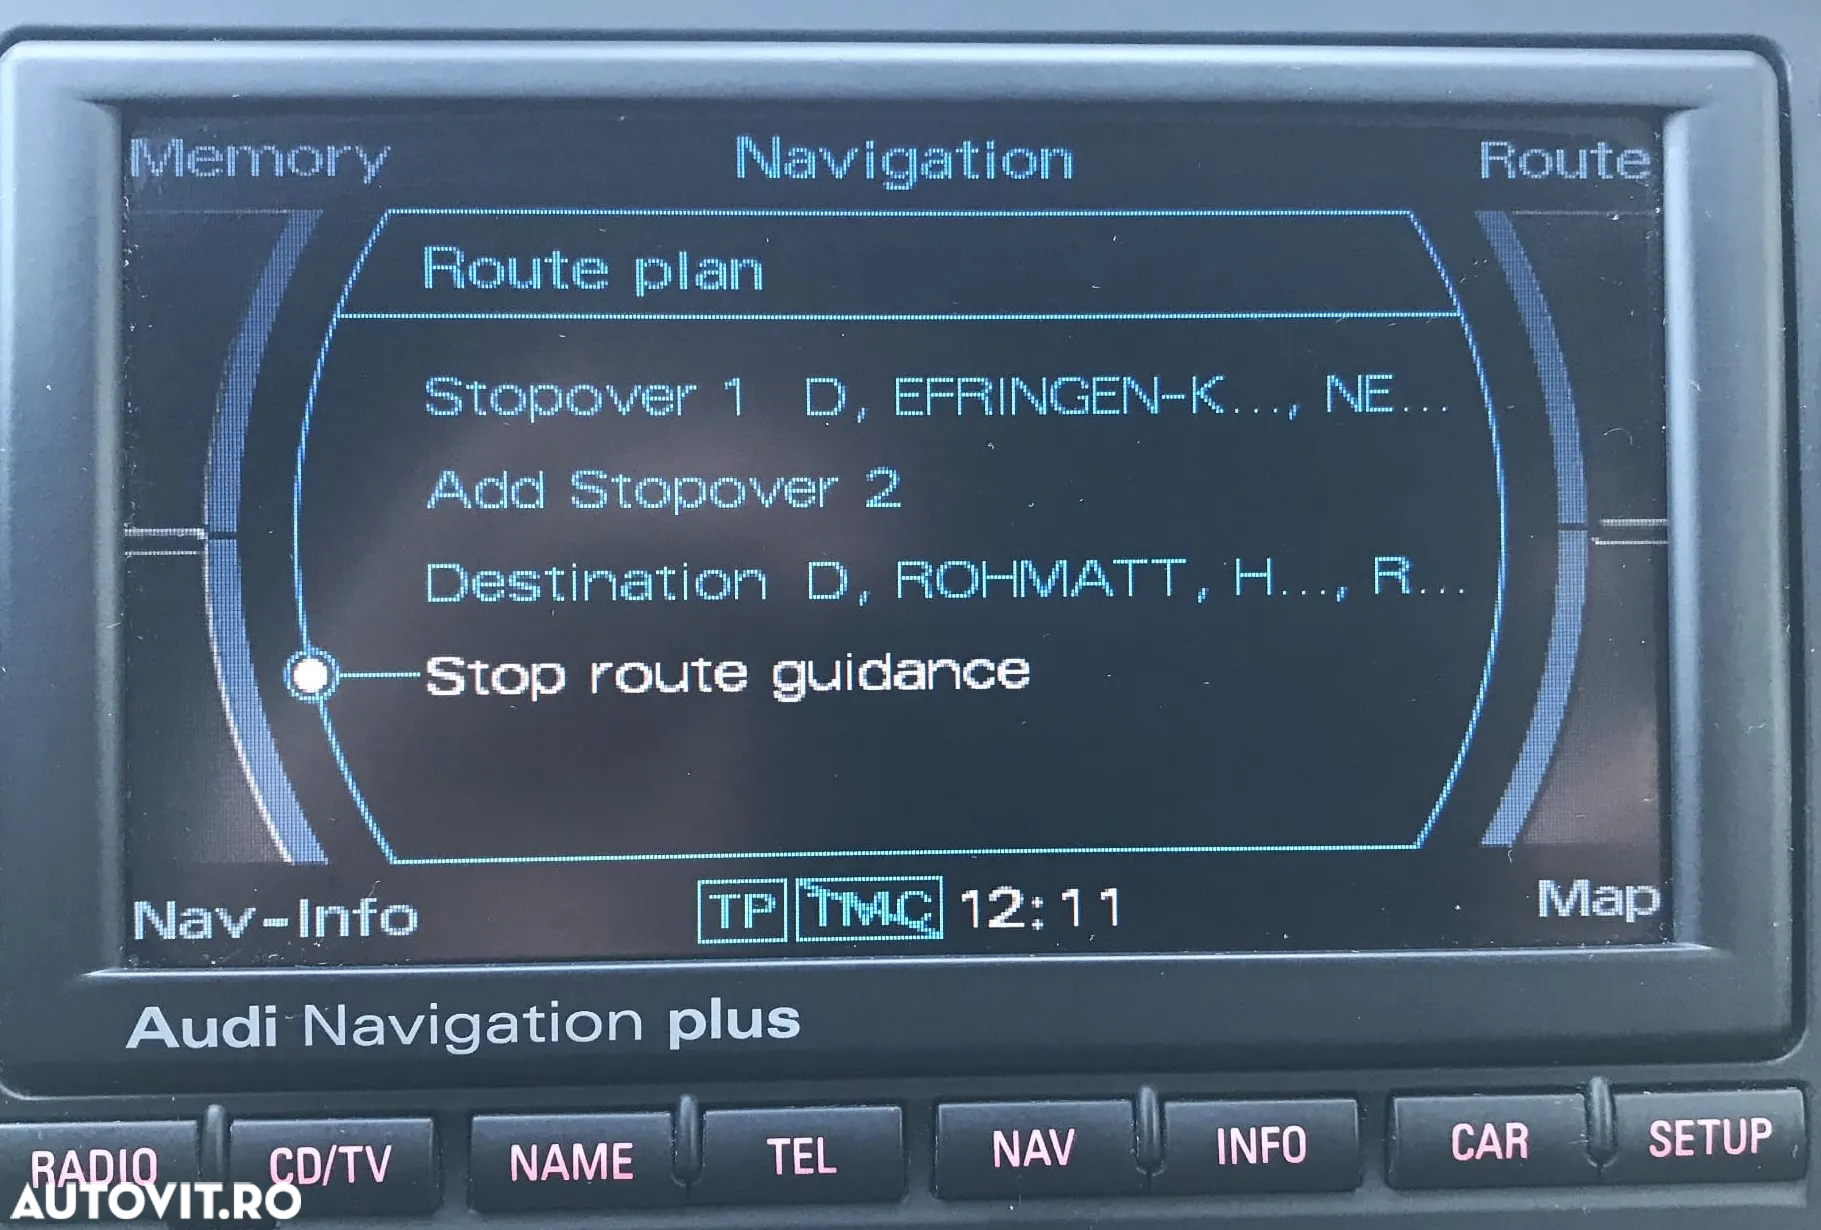 Memory Navigation Route
Route plan
Stopover 1 D, EFRINGEN-K..., NE...
Add Stopover 2
Destination D, ROHMATT, H..., R...
Stop route guidance
Nav-Info TP TMC 12:11 Map
Audi Navigation plus
RADIO CD/TV NAME TEL NAV INFO CAR SETUP
AUTOVIT.RO